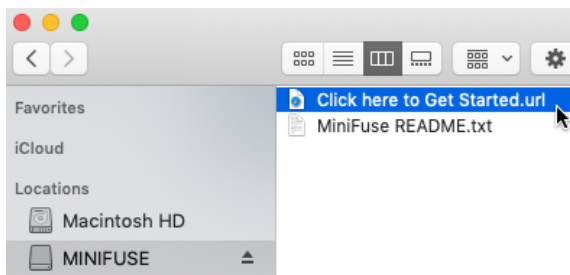 Favorites
iCloud
Locations
Macintosh HD
MINIFUSE
Click here to Get Started.url
MiniFuse README.txt